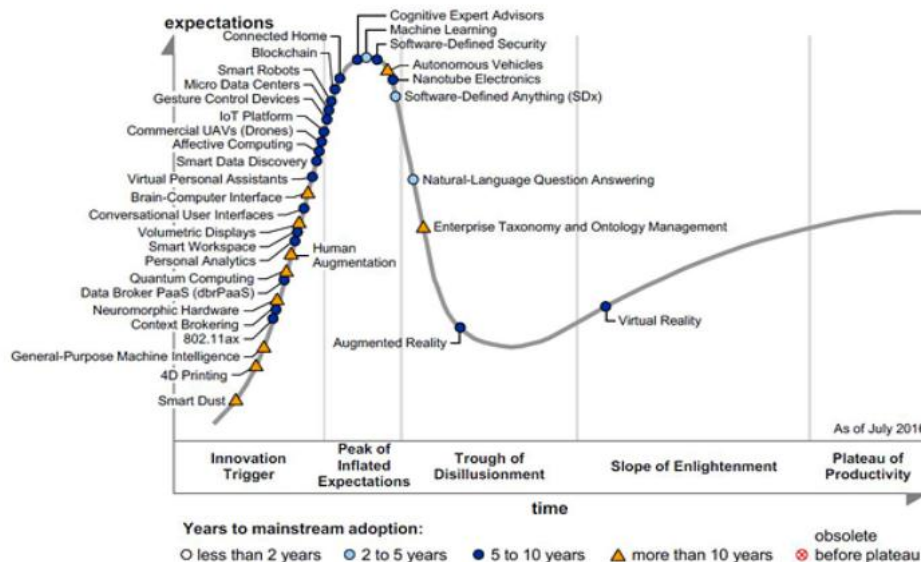 expectations
Cognitive Expert Advisors
Machine Learning
Connected Home
Software-Defined Security
Blockchain
Autonomous Vehicles
Smart Robots
Nanotube Electronics
Micro Data Centers
Software-Defined Anything (SDx)
Gesture Control Devices
IoT Platform
Commercial UAVs (Drones)
Affective Computing
Smart Data Discovery
Virtual Personal Assistants
Natural-Language Question Answering
Brain-Computer Interface
Conversational User Interfaces
Volumetric Displays
Enterprise Taxonomy and Ontology Management
Smart Workspace
Human
Augmentation
Personal Analytics
Quantum Computing
Data Broker PaaS (dbrPaaS)
Neuromorphic Hardware
Context Brokering
Virtual Reality
802.11ax
Augmented Reality
General-Purpose Machine Intelligence
4D Printing
Smart Dust
As of July 2016
Innovation
Trigger
Peak of
Inflated
Expectations
Trough of
Disillusionment
Slope of Enlightenment
Plateau of
Productivity
time
Years to mainstream adoption:
less than 2 years
2 to 5 years
5 to 10 years
more than 10 years
obsolete
before plateau